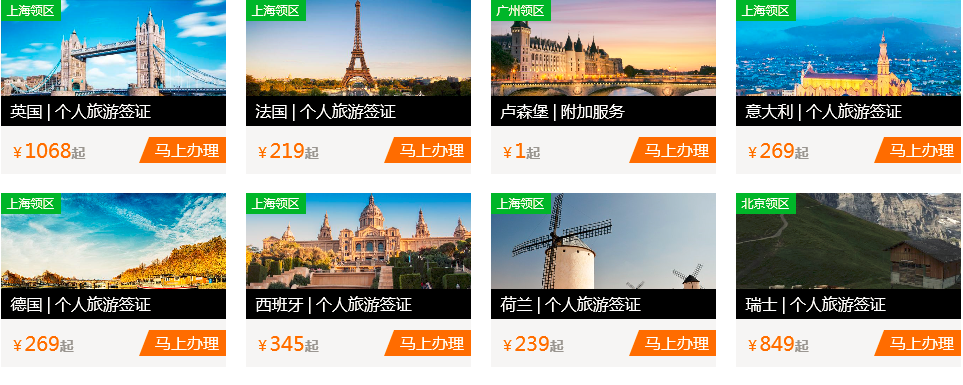 上海领区
英国 | 个人旅游签证
¥1068起
马上办理
上海领区
法国 | 个人旅游签证
¥219起
马上办理
广州领区
卢森堡 | 附加服务
¥1起
马上办理
上海领区
意大利 | 个人旅游签证
¥269起
马上办理
上海领区
德国 | 个人旅游签证
¥269起
马上办理
上海领区
西班牙 | 个人旅游签证
¥345起
马上办理
上海领区
荷兰 | 个人旅游签证
¥239起
马上办理
北京领区
瑞士 | 个人旅游签证
¥849起
马上办理